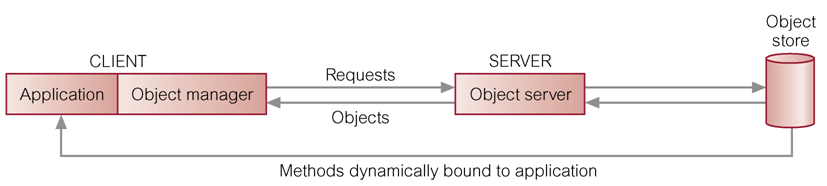 Object
store
CLIENT
SERVER
Requests
Application
Object manager
Object server
Objects
Methods dynamically bound to application